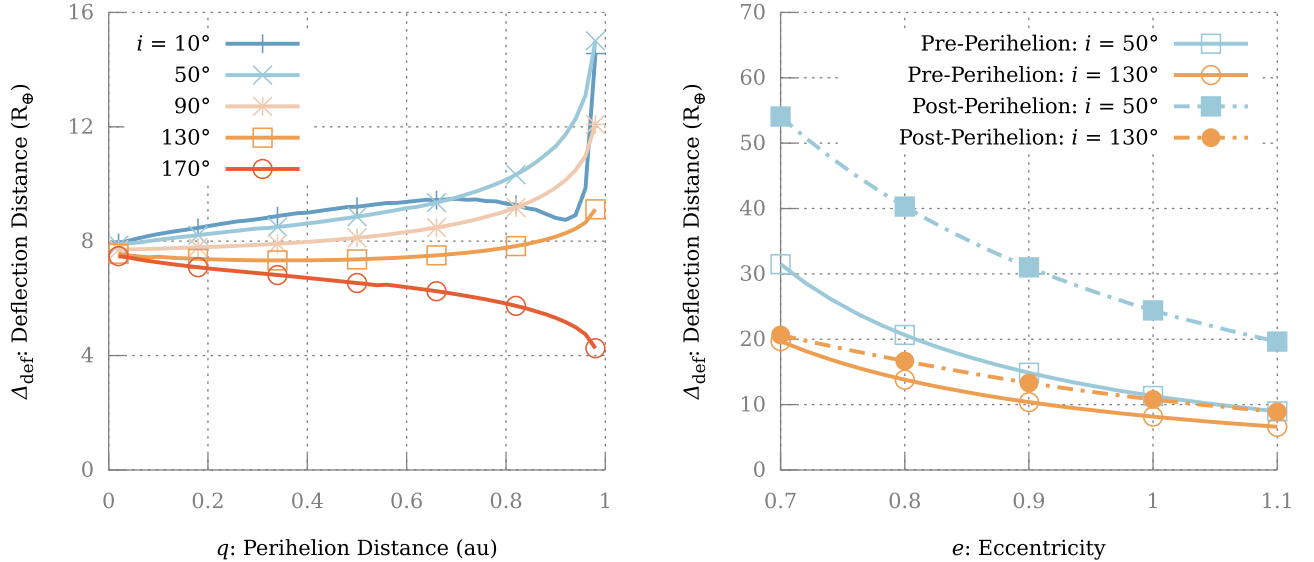 Δdef: Deflection Distance (R⊕)
16
12
8
4
0
i = 10°
50°
90°
130°
170°
0 0.2 0.4 0.6 0.8 1
q: Perihelion Distance (au)
Δdef: Deflection Distance (R⊕)
70
60
50
40
30
20
10
0
Pre-Perihelion: i = 50°
Pre-Perihelion: i = 130°
Post-Perihelion: i = 50°
Post-Perihelion: i = 130°
0.7 0.8 0.9 1 1.1
e: Eccentricity